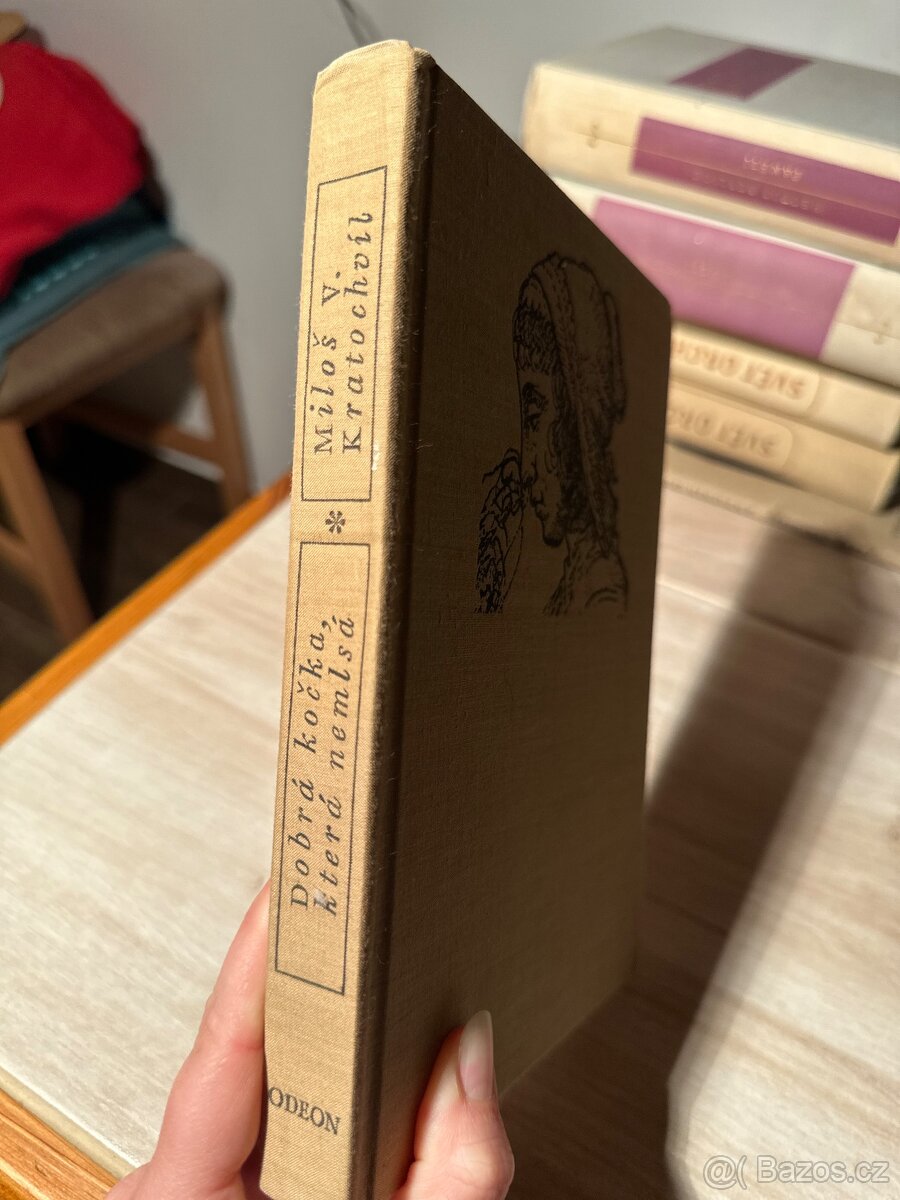 Miloš V.
Kratochvíl
*
Dobrá kočka,
která nemlsá
ODEON
@( Bazos.cz